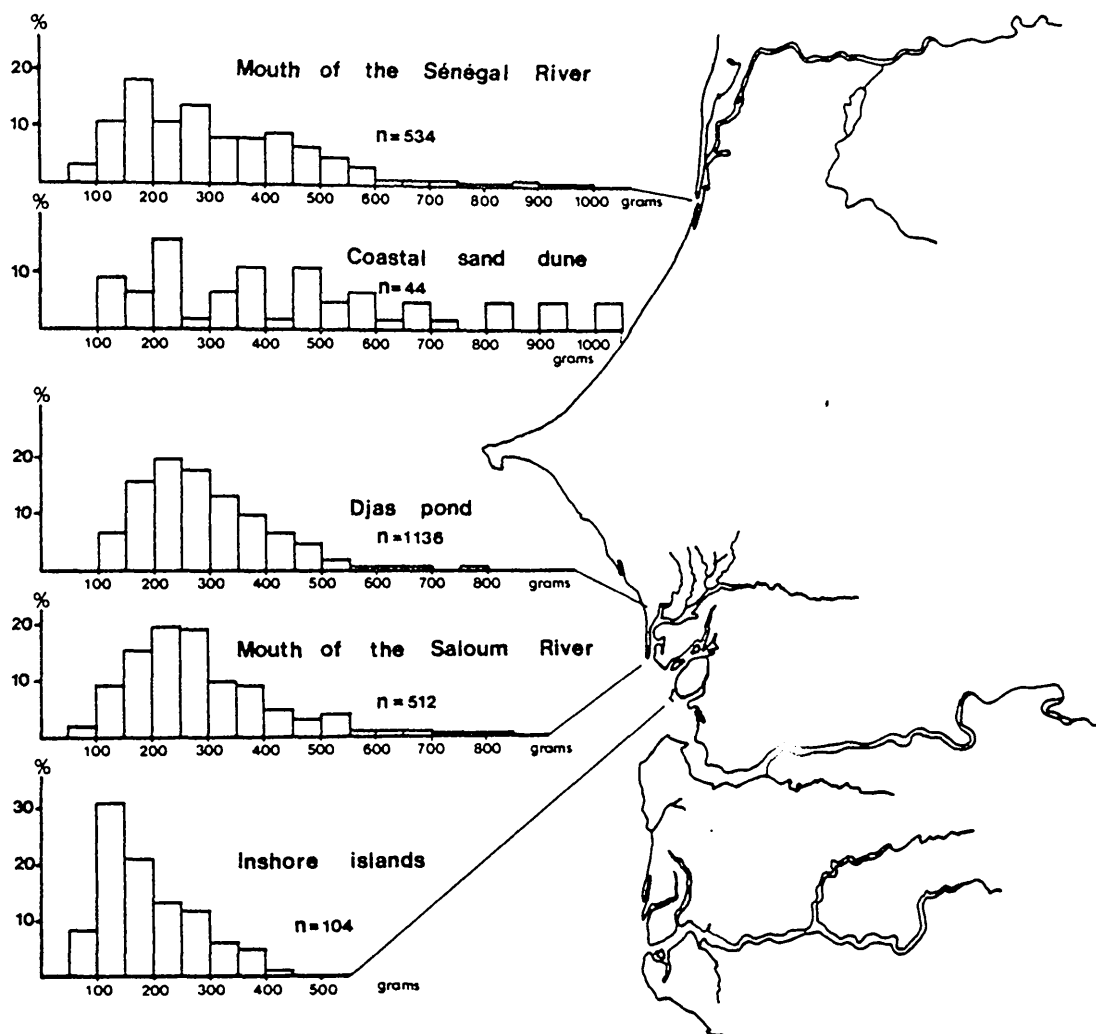 %
20
10
Mouth of the Sénégal River
n=534
100 200 300 400 500 600 700 800 900 1000 grams
10
Coastal sand dune
n=44
100 200 300 400 500 600 700 800 900 1000
grams
%
20
10
Djas pond
n=1136
100 200 300 400 500 600 700 800 grams
%
20
10
Mouth of the Saloum River
n=512
100 200 300 400 500 600 700 800 grams
%
30
20
10
Inshore islands
n=104
100 200 300 400 500 grams